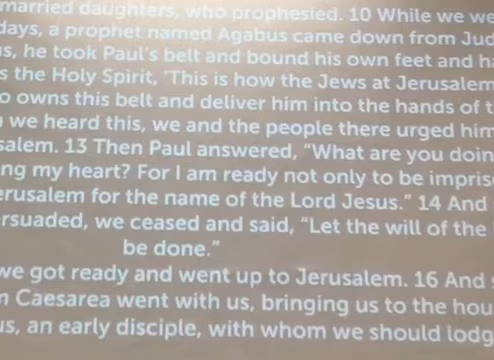 married daughters, who prophesied. 10 While we we
days, a prophet named Agabus came down from Jud
us, he took Paul's belt and bound his own feet and ha
s the Holy Spirit, 'This is how the Jews at Jerusalem
o owns this belt and deliver him into the hands of t
we heard this, we and the people there urged him
salem. 13 Then Paul answered, "What are you doin
ng my heart? For I am ready not only to be impris
erusalem for the name of the Lord Jesus." 14 And
rsuaded, we ceased and said, "Let the will of the
be done."
we got ready and went up to Jerusalem. 16 And s
n Caesarea went with us, bringing us to the hou
us, an early disciple, with whom we should lodg